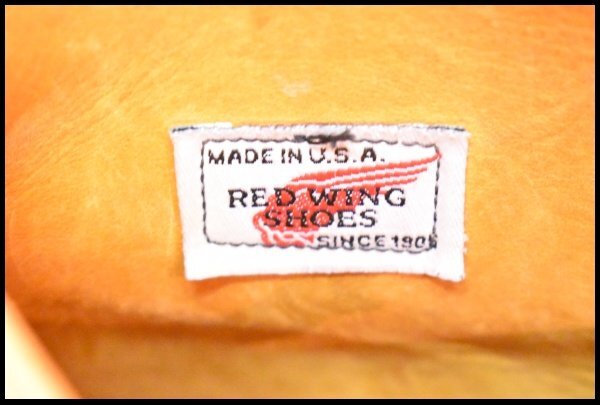 MADE IN U.S.A.
RED WING
SHOES
SINCE 1905